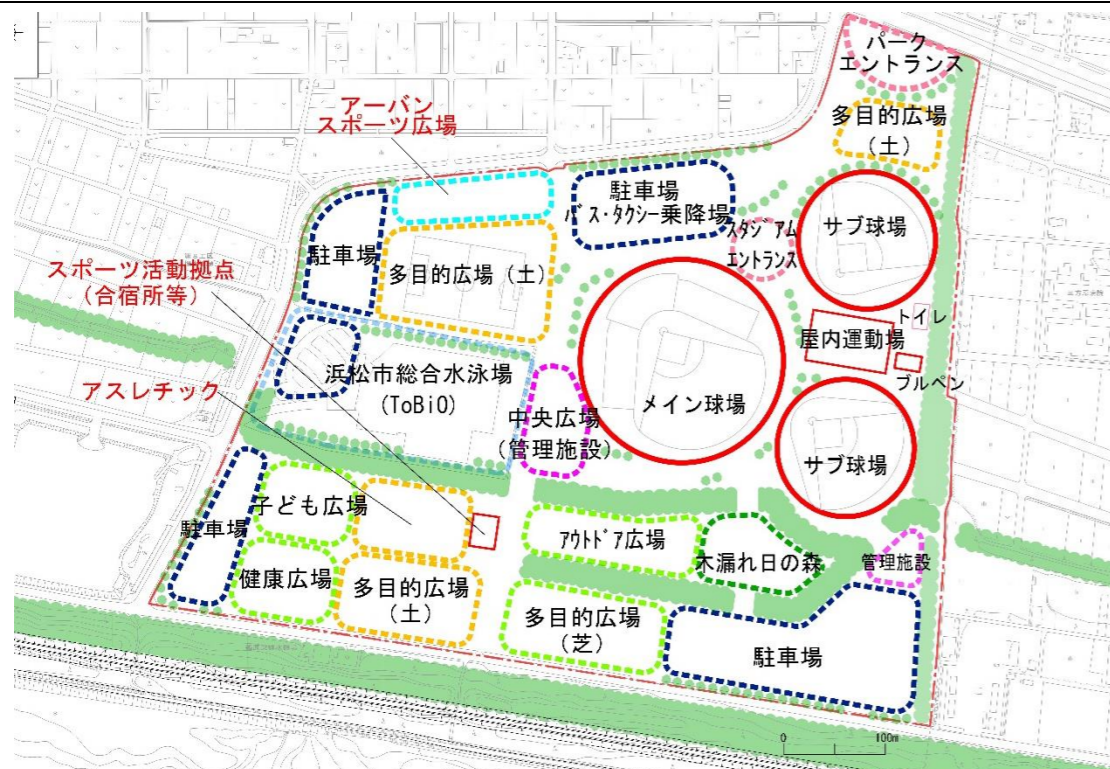 パーク
エントランス
アーバン
スポーツ広場
多目的広場
(土)
駐車場
バス・タクシー乗降場
サブ球場
スタジアム
エントランス
駐車場
多目的広場(土)
スポーツ活動拠点
(合宿所等)
トイレ
屋内運動場
ブルペン
浜松市総合水泳場
(ToBiO)
アスレチック
中央広場
(管理施設)
メイン球場
サブ球場
子ども広場
駐車場
アウトドア広場
木漏れ日の森
管理施設
健康広場
多目的広場
(土)
多目的広場
(芝)
駐車場
0
100m